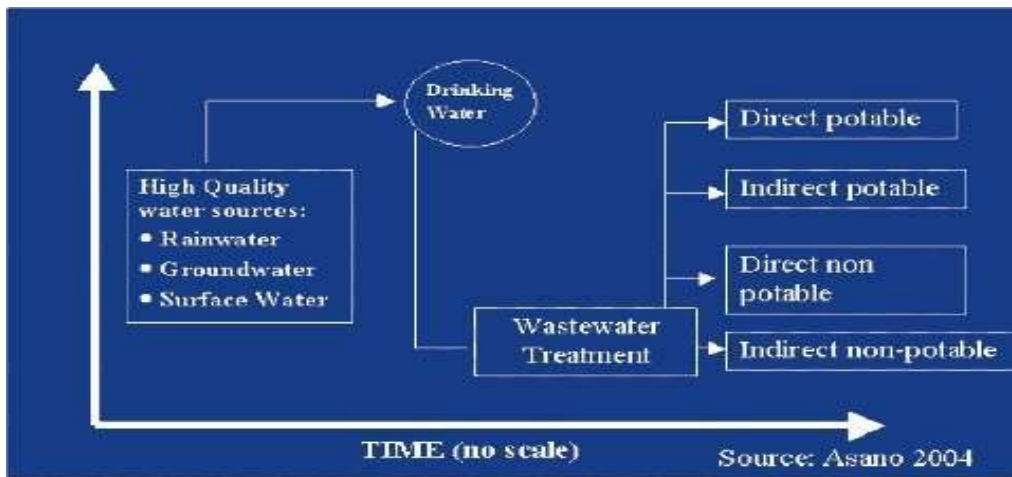 Drinking
Water
High Quality
water sources:
• Rainwater
• Groundwater
• Surface Water
Wastewater
Treatment
Direct potable
Indirect potable
Direct non
potable
Indirect non-potable
TIME (no scale)
Source: Asano 2004